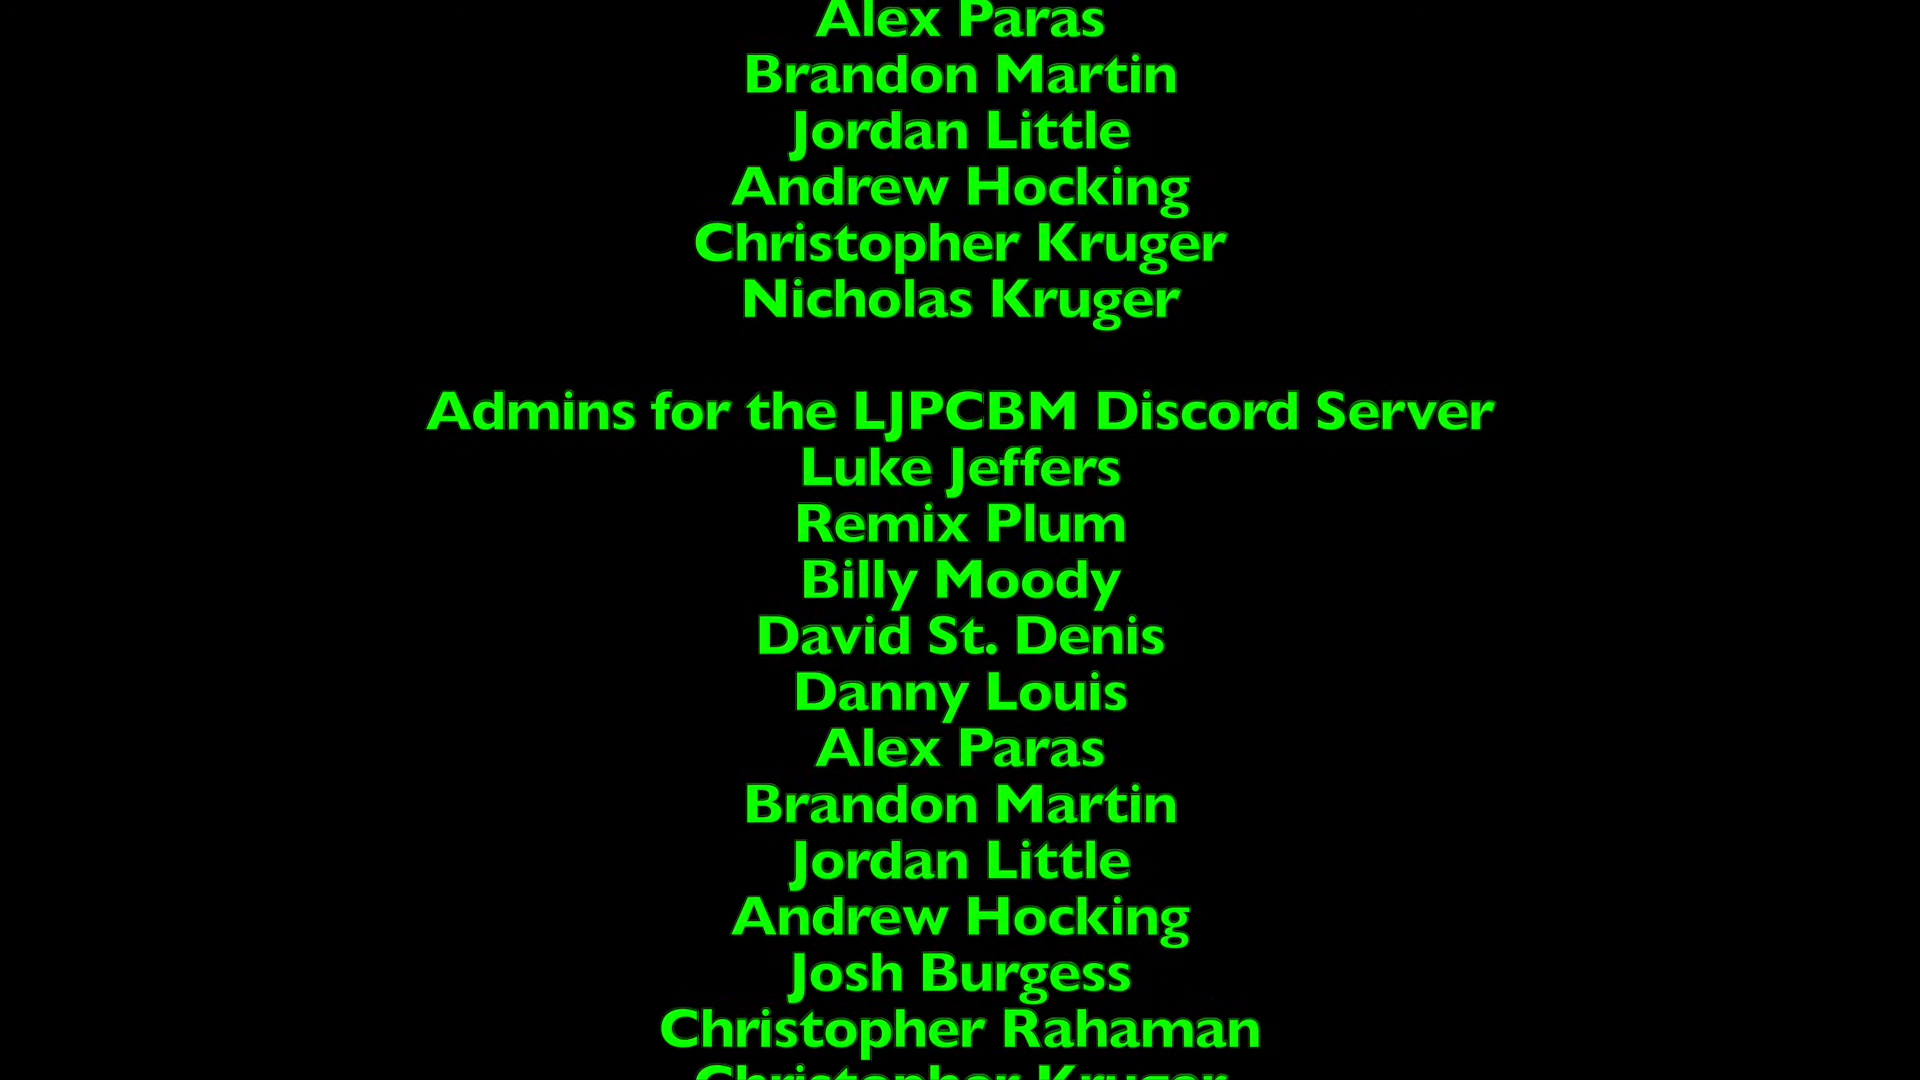 Alex Paras
Brandon Martin
Jordan Little
Andrew Hocking
Christopher Kruger
Nicholas Kruger
Admins for the LJPCBM Discord Server
Luke Jeffers
Remix Plum
Billy Moody
David St. Denis
Danny Louis
Alex Paras
Brandon Martin
Jordan Little
Andrew Hocking
Josh Burgess
Christopher Rahaman
Christopher Kruger